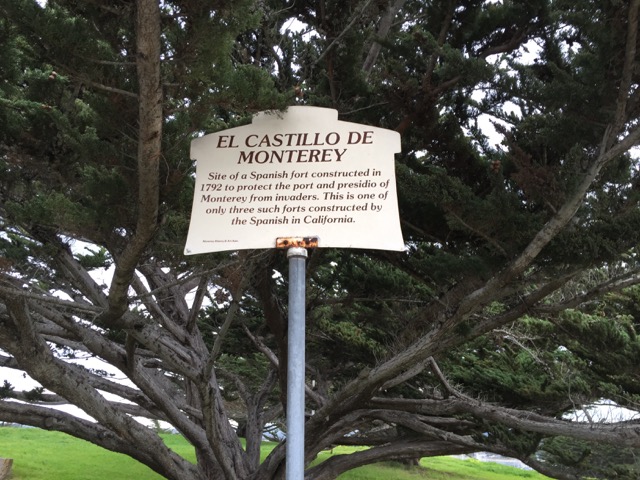 EL CASTILLO DE
MONTEREY
Site of a Spanish fort constructed in
1792 to protect the port and presidio of
Monterey from invaders. This is one of
only three such forts constructed by
the Spanish in California.